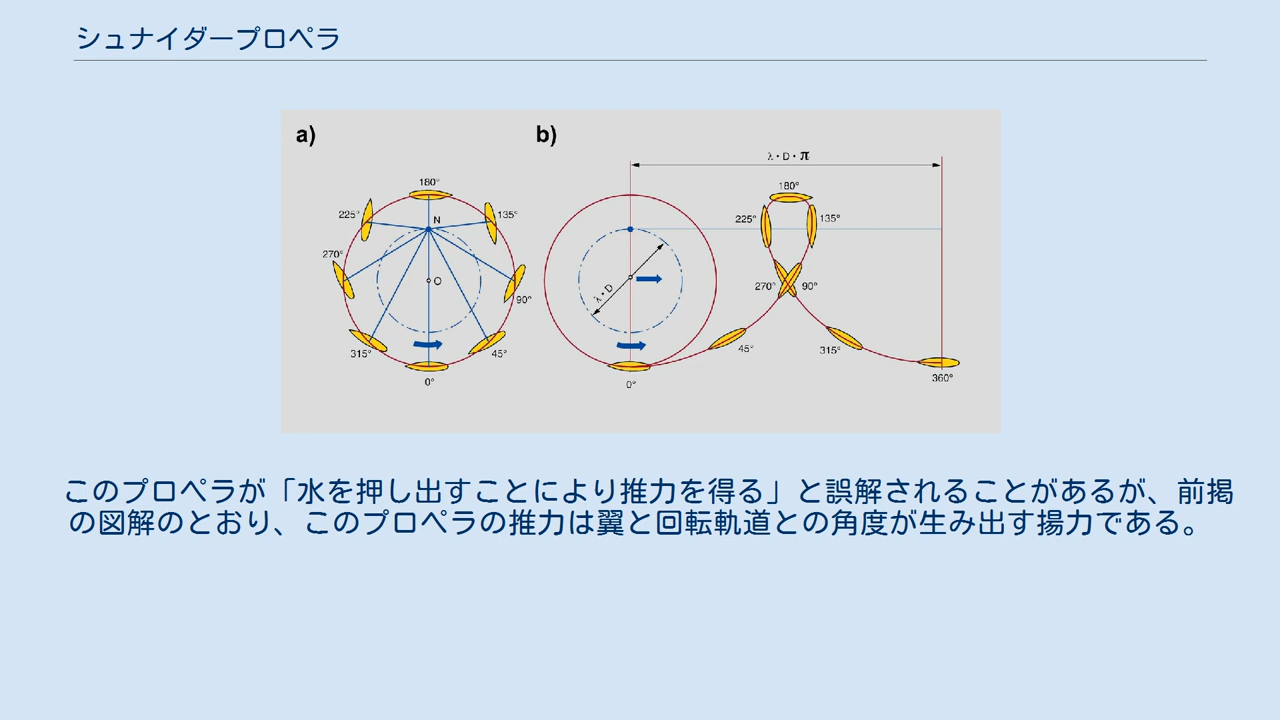 シュナイダープロペラ
a)
b)
λ・D・π
180°
225°
N
135°
270°
O
90°
315°
45°
0°
180°
225°
135°
λ・D
270°
90°
45°
315°
0°
360°
このプロペラが「水を押し出すことにより推力を得る」と誤解されることがあるが、前掲
の図解のとおり、このプロペラの推力は翼と回転軌道との角度が生み出す揚力である。